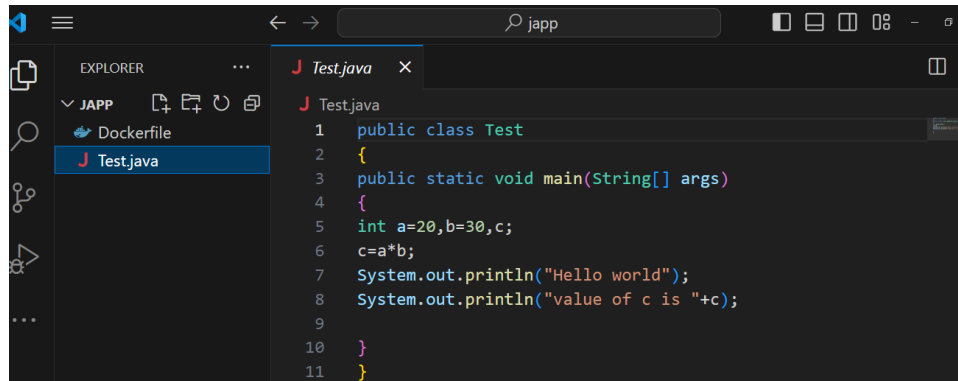 japp
EXPLORER
JAPP
Dockerfile
J Test.java
J Test.java
J Test.java
1 public class Test
2 {
3 public static void main(String[] args)
4 {
5 int a=20,b=30,c;
6 c=a*b;
7 System.out.println("Hello world");
8 System.out.println("value of c is "+c);
9
10 }
11 }